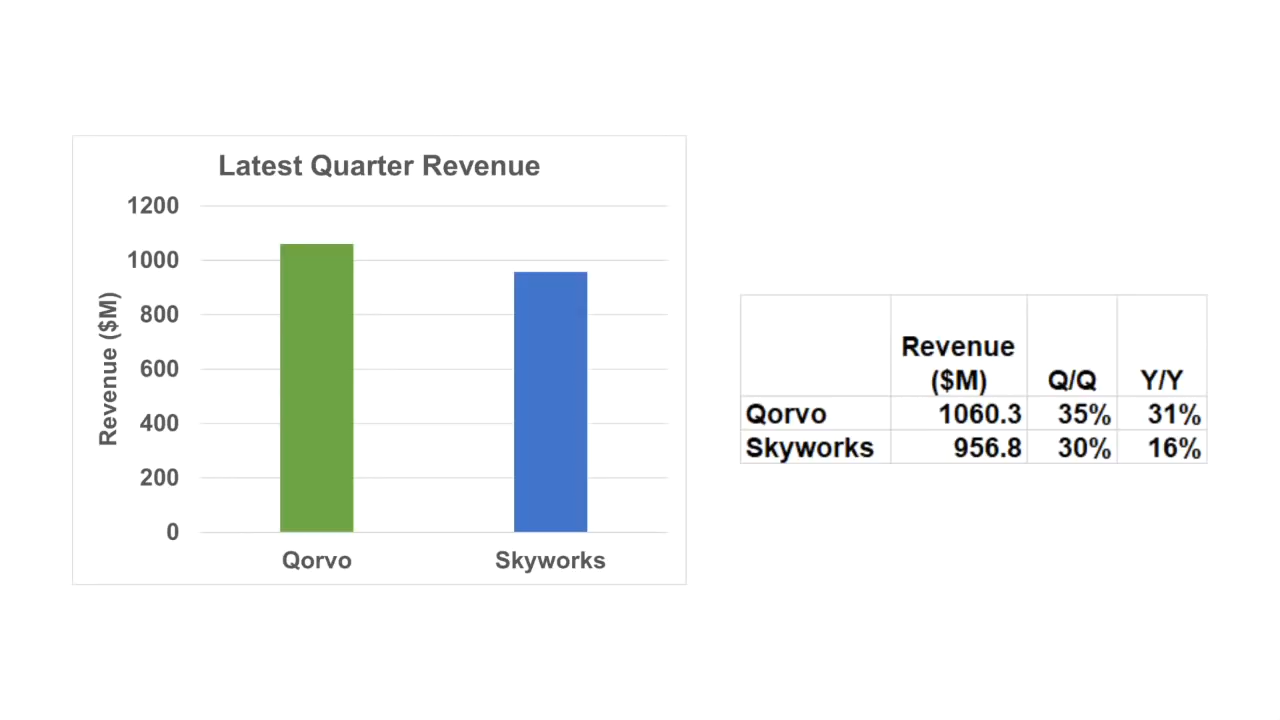 Latest Quarter Revenue
1200
1000
800
600
400
200
0
Revenue ($M)
Qorvo Skyworks
Revenue
($M) Q/Q Y/Y
Qorvo 1060.3 35% 31%
Skyworks 956.8 30% 16%